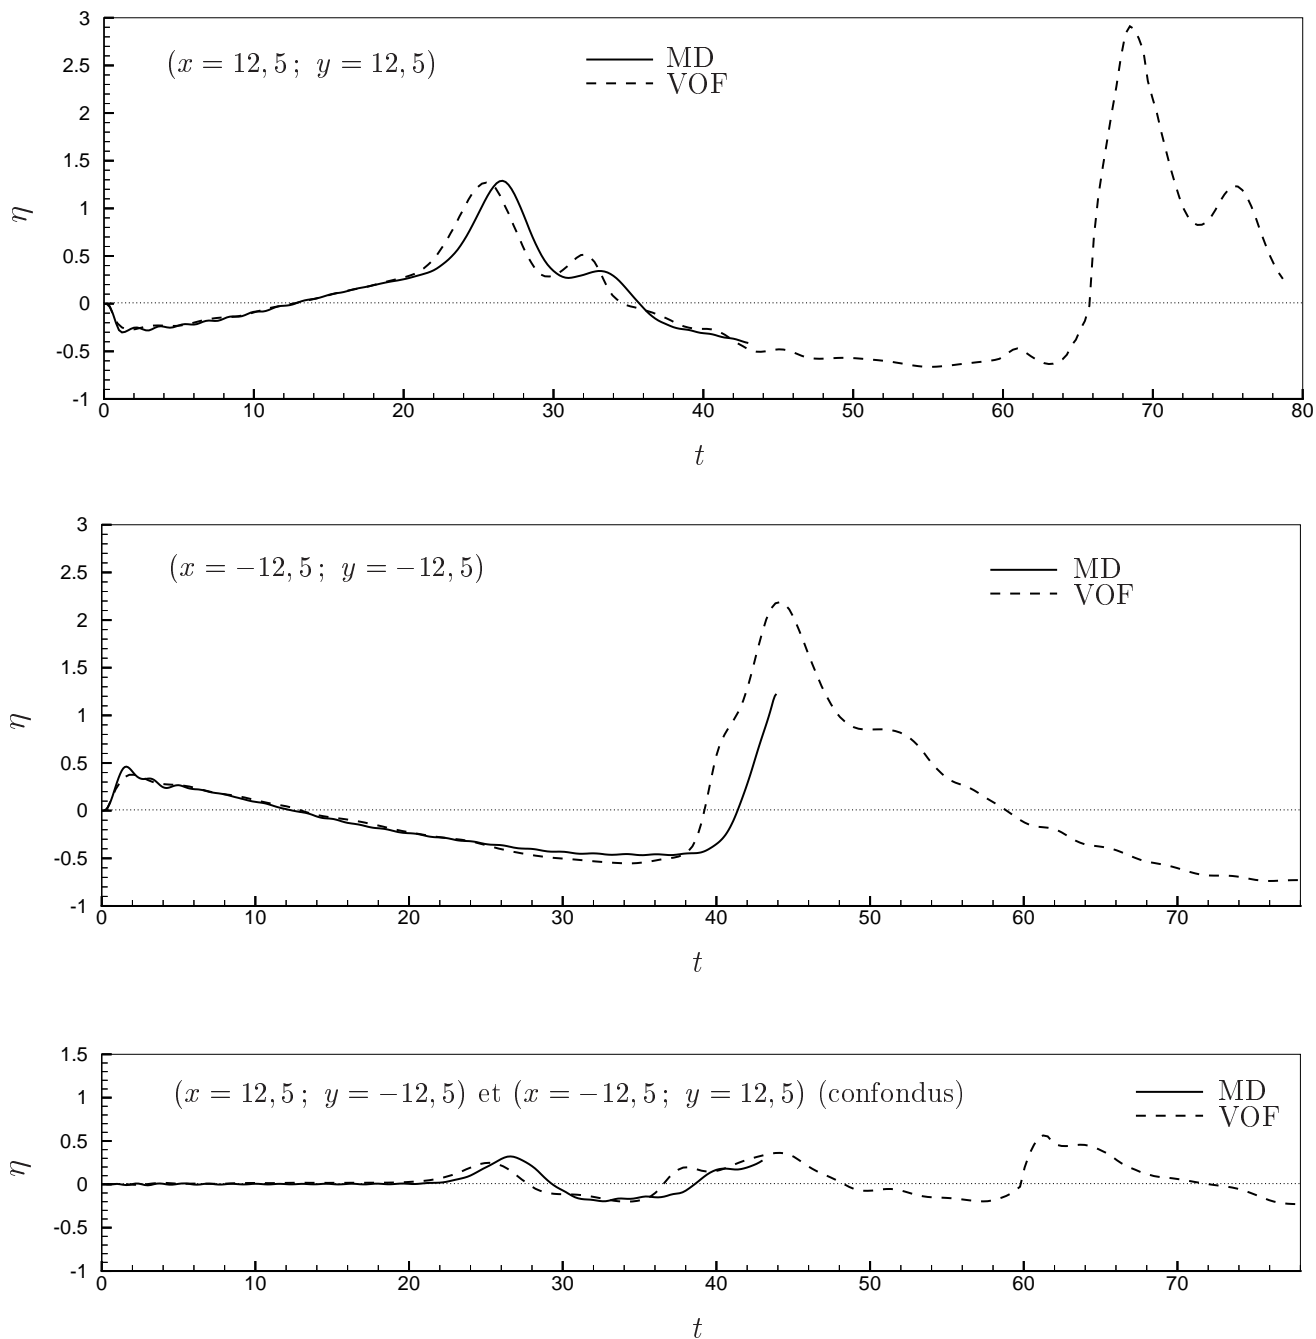 3
2.5
2
1.5
1
0.5
0
-0.5
-1
η
(x = 12, 5 ; y = 12, 5)
MD
VOF
0 10 20 30 40 50 60 70 80
t
3
2.5
2
1.5
1
0.5
0
-0.5
-1
η
(x = −12, 5 ; y = −12, 5)
MD
VOF
0 10 20 30 40 50 60 70
t
1.5
1
0.5
0
-0.5
-1
η
(x = 12, 5 ; y = −12, 5) et (x = −12, 5 ; y = 12, 5) (confondus)
MD
VOF
0 10 20 30 40 50 60 70
t